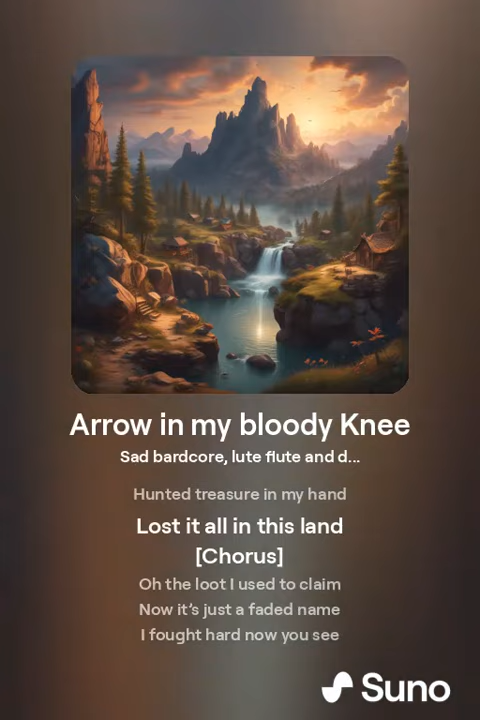 Arrow in my bloody Knee
Sad bardcore, lute flute and d...
Hunted treasure in my hand
Lost it all in this land
[Chorus]
Oh the loot I used to claim
Now it's just a faded name
I fought hard now you see
Suno